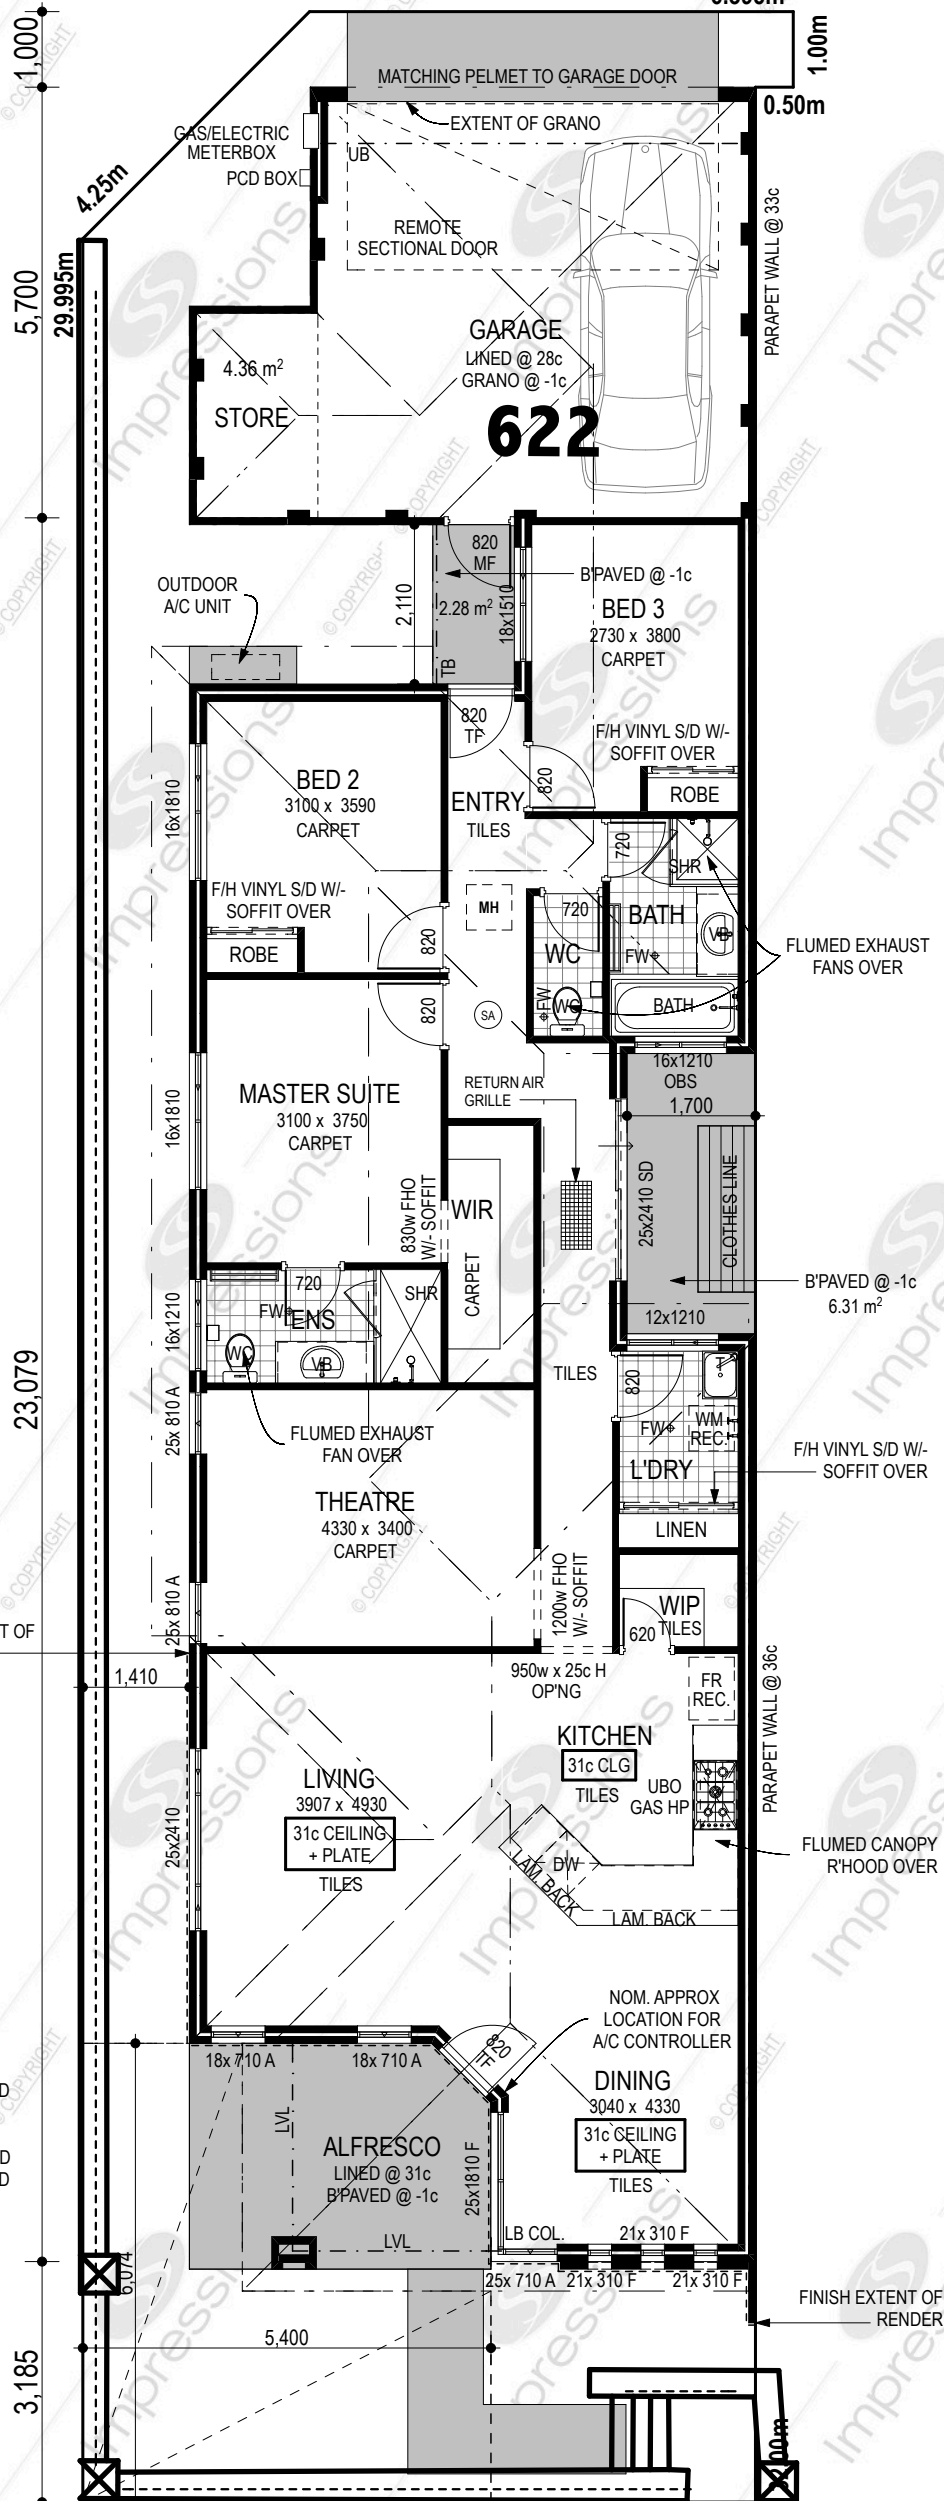 1,000
1.00m
MATCHING PELMET TO GARAGE DOOR
0.50m
EXTENT OF GRANO
GAS/ELECTRIC
METERBOX
UB
PCD BOX
4.25m
REMOTE
SECTIONAL DOOR
PARAPET WALL @ 33c
5,700
29.995m
GARAGE
LINED @ 28c
GRANO @ -1c
4.36 m²
STORE
622
820
MF
B'PAVED @ -1c
OUTDOOR
A/C UNIT
2,110
2.28 m²
18x1510
BED 3
2730 x 3800
CARPET
TB
820
TF
F/H VINYL S/D W/-
SOFFIT OVER
820
ROBE
BED 2
3100 x 3590
CARPET
16x1810
ENTRY
TILES
720
SHR
F/H VINYL S/D W/-
SOFFIT OVER
MH
720
BATH
VB
ROBE
820
WC
FW
FLUMED EXHAUST
FANS OVER
820
SA
FW
WC
BATH
16x1210
OBS
MASTER SUITE
3100 x 3750
CARPET
16x1810
RETURN AIR
GRILLE
1,700
830w FHO
W/- SOFFIT
WIR
CARPET
25x2410 SD
CLOTHES LINE
B'PAVED @ -1c
6.31 m²
12x1210
16x1210
720
SHR
FW
ENS
WC
VB
23,079
TILES
820
T
FW
WM
REC.
25x 810 A
FLUMED EXHAUST
FAN OVER
L'DRY
F/H VINYL S/D W/-
SOFFIT OVER
THEATRE
4330 x 3400
CARPET
LINEN
1200w FHO
W/- SOFFIT
25x 810 A
WIP
TILES
620
T OF
1,410
950w x 25c H
OP'NG
FR
REC.
PARAPET WALL @ 36c
KITCHEN
31c CLG
TILES
LIVING
3907 x 4930
31c CEILING
+ PLATE
TILES
UBO
GAS HP
25x2410
FLUMED CANOPY
R'HOOD OVER
DW
LAM. BACK
LAM. BACK
NOM. APPROX
LOCATION FOR
A/C CONTROLLER
820
TF
18x 710 A
18x 710 A
DINING
3040 x 4330
31c CEILING
+ PLATE
TILES
D
LVL
ALFRESCO
LINED @ 31c
B'PAVED @ -1c
25x1810 F
D
D
LVL
LB COL.
21x 310 F
25x 710 A
21x 310 F
21x 310 F
6,074
FINISH EXTENT OF
RENDER
5,400
3,185
Impressions
© COPYRIGHT